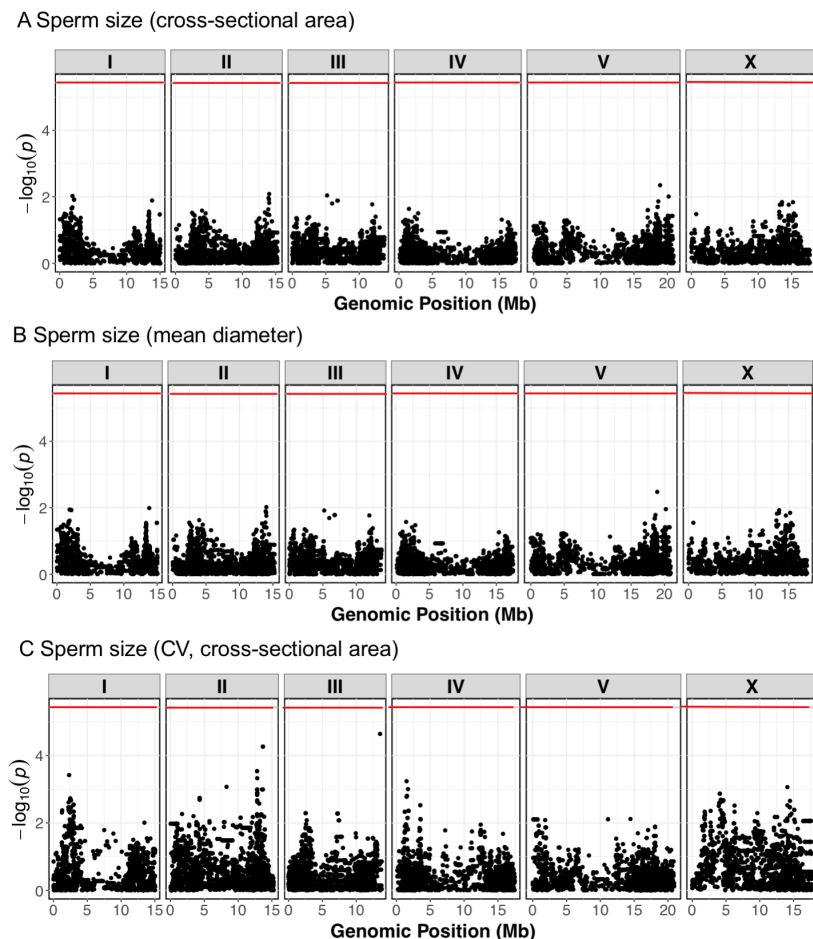 A Sperm size (cross-sectional area)
I II III IV V X
−log₁₀(p)
4
2
0
0 5 10 15 0 5 10 15 0 5 10 0 5 10 15 0 5 10 15 20 0 5 10 15
Genomic Position (Mb)
B Sperm size (mean diameter)
I II III IV V X
−log₁₀(p)
4
2
0
0 5 10 15 0 5 10 15 0 5 10 0 5 10 15 0 5 10 15 20 0 5 10 15
Genomic Position (Mb)
C Sperm size (CV, cross-sectional area)
I II III IV V X
−log₁₀(p)
4
2
0
0 5 10 15 0 5 10 15 0 5 10 0 5 10 15 0 5 10 15 20 0 5 10 15
Genomic Position (Mb)